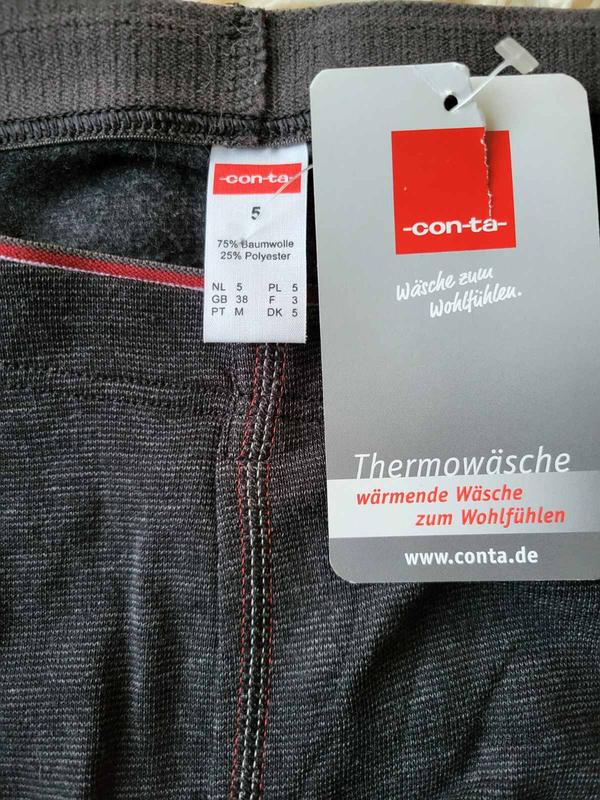 -con-ta-
5
75% Baumwolle
25% Polyester
NL 5 PL 5
GB 38 F 3
PT M DK 5
-con-ta-
Wäsche zum
Wohlfühlen.
Thermowäsche
wärmende Wäsche
zum Wohlfühlen
www.conta.de